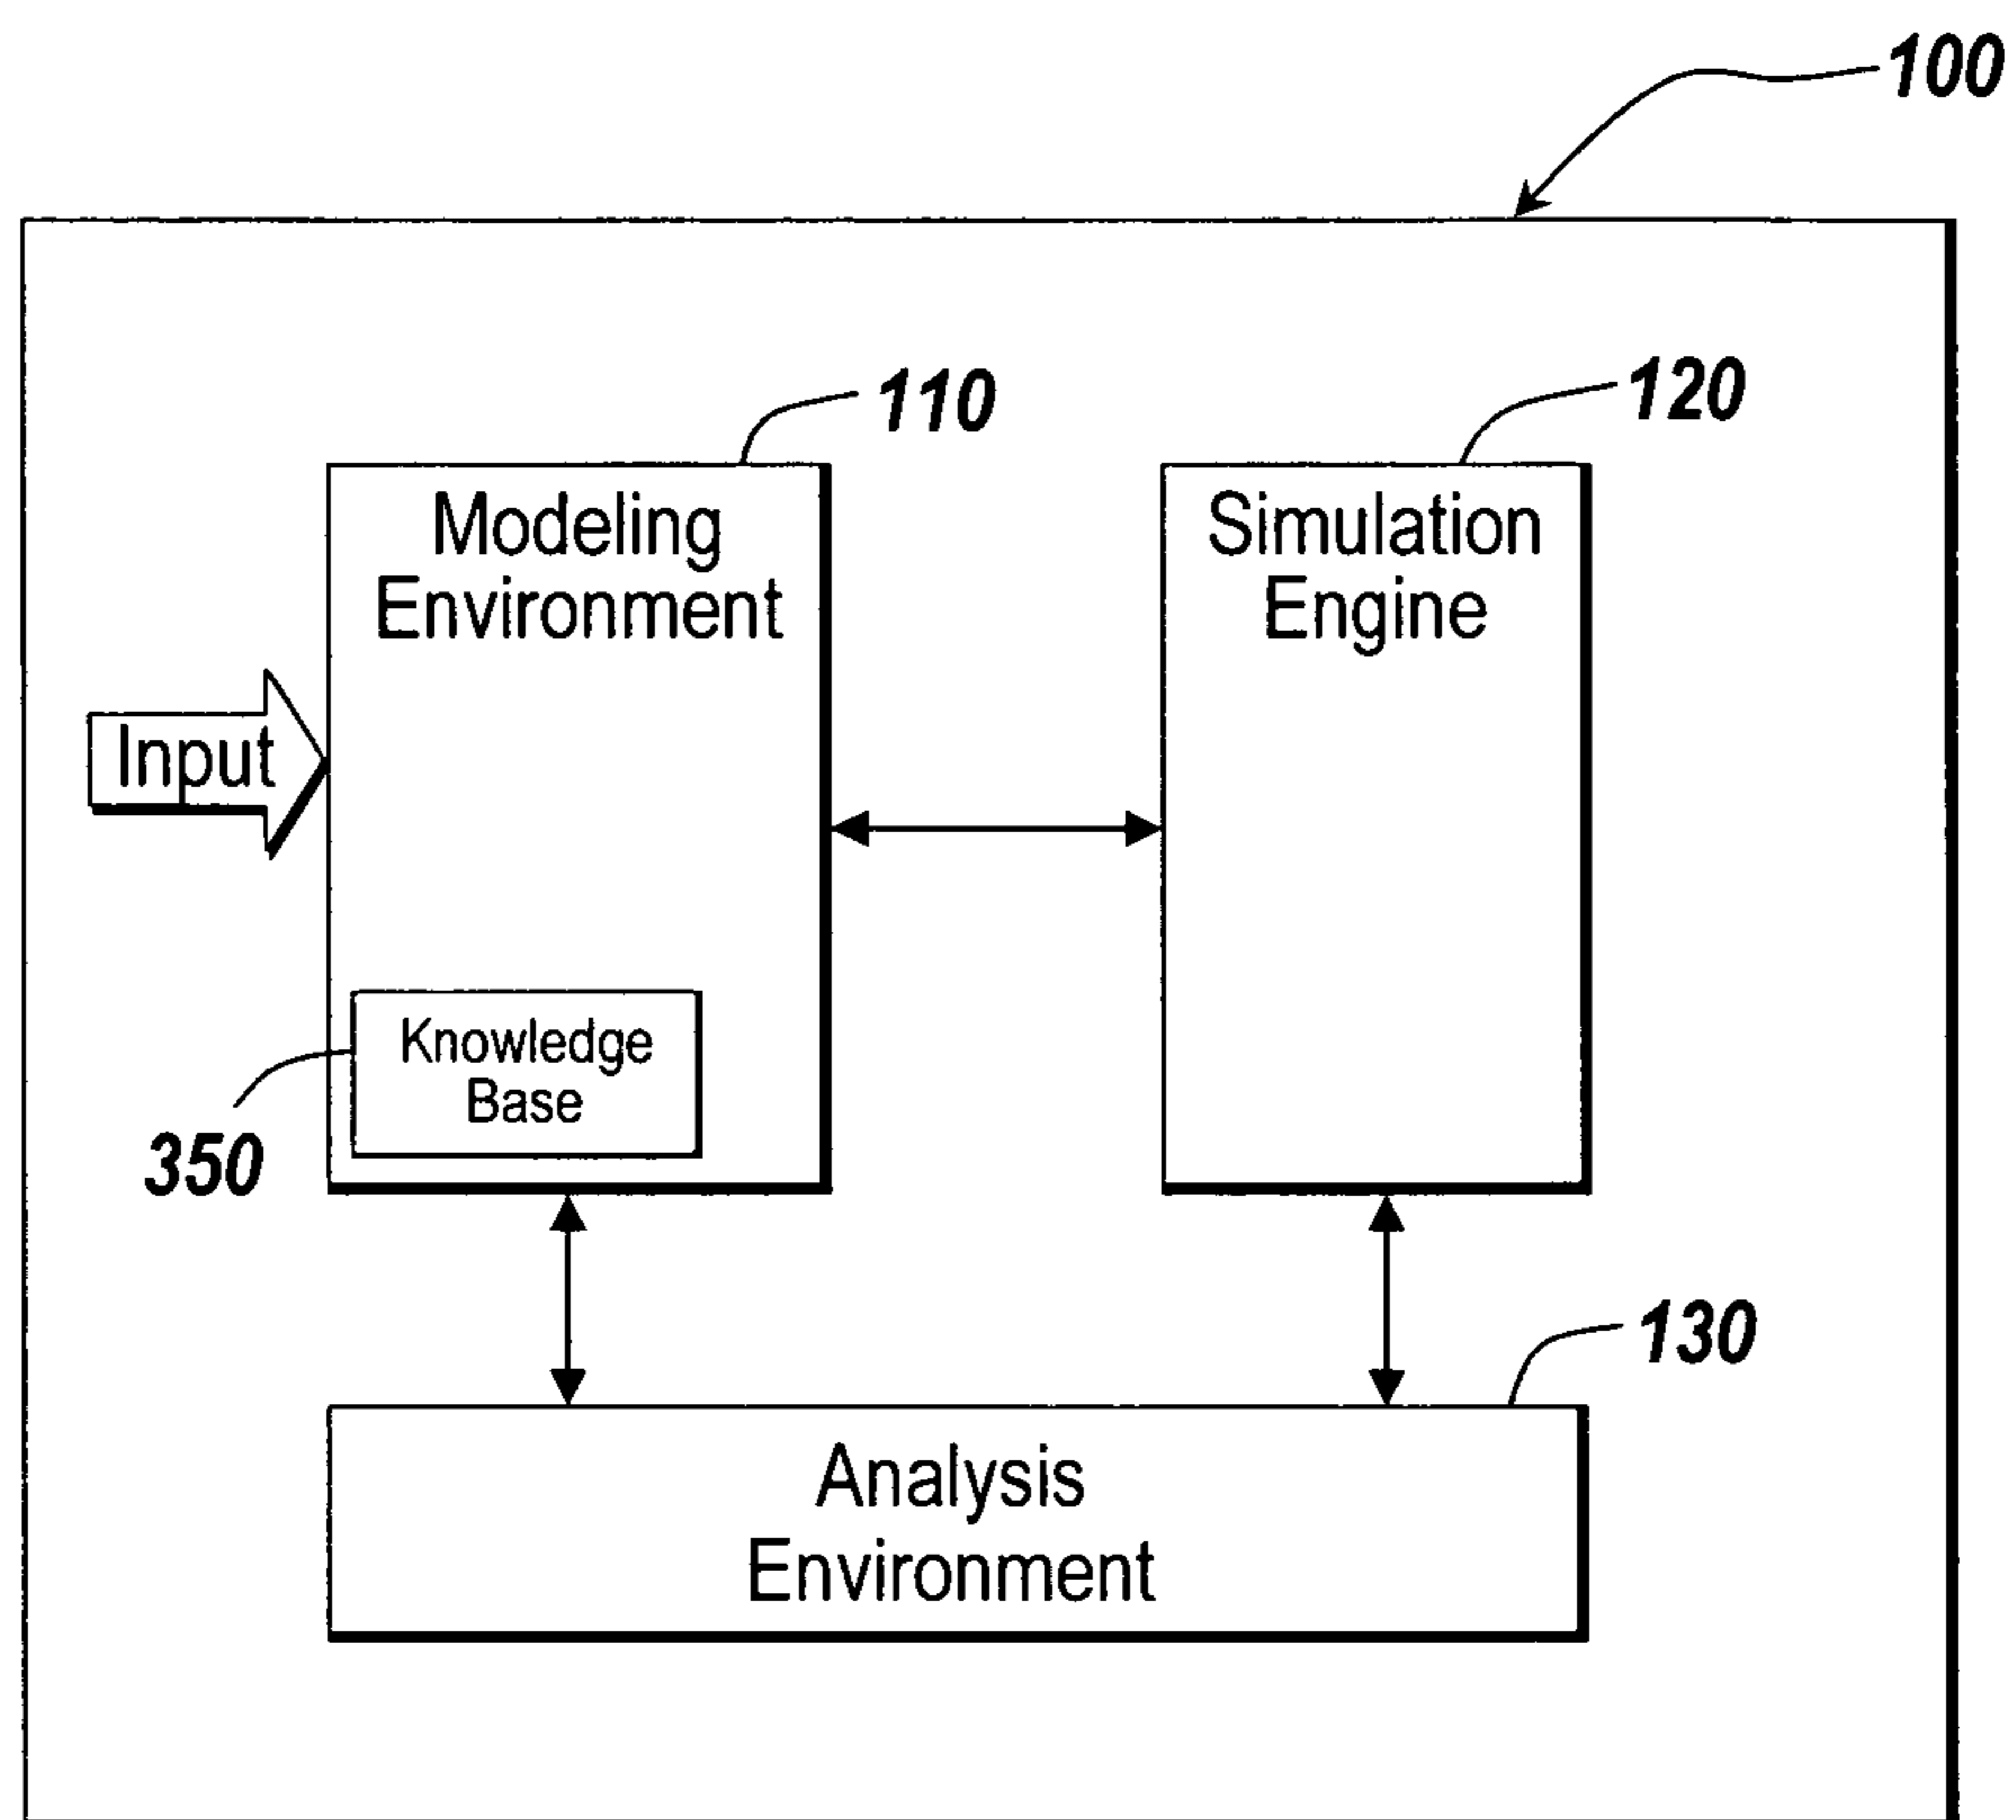 100
110
120
Modeling
Environment
Simulation
Engine
Input
Knowledge
Base
350
130
Analysis
Environment